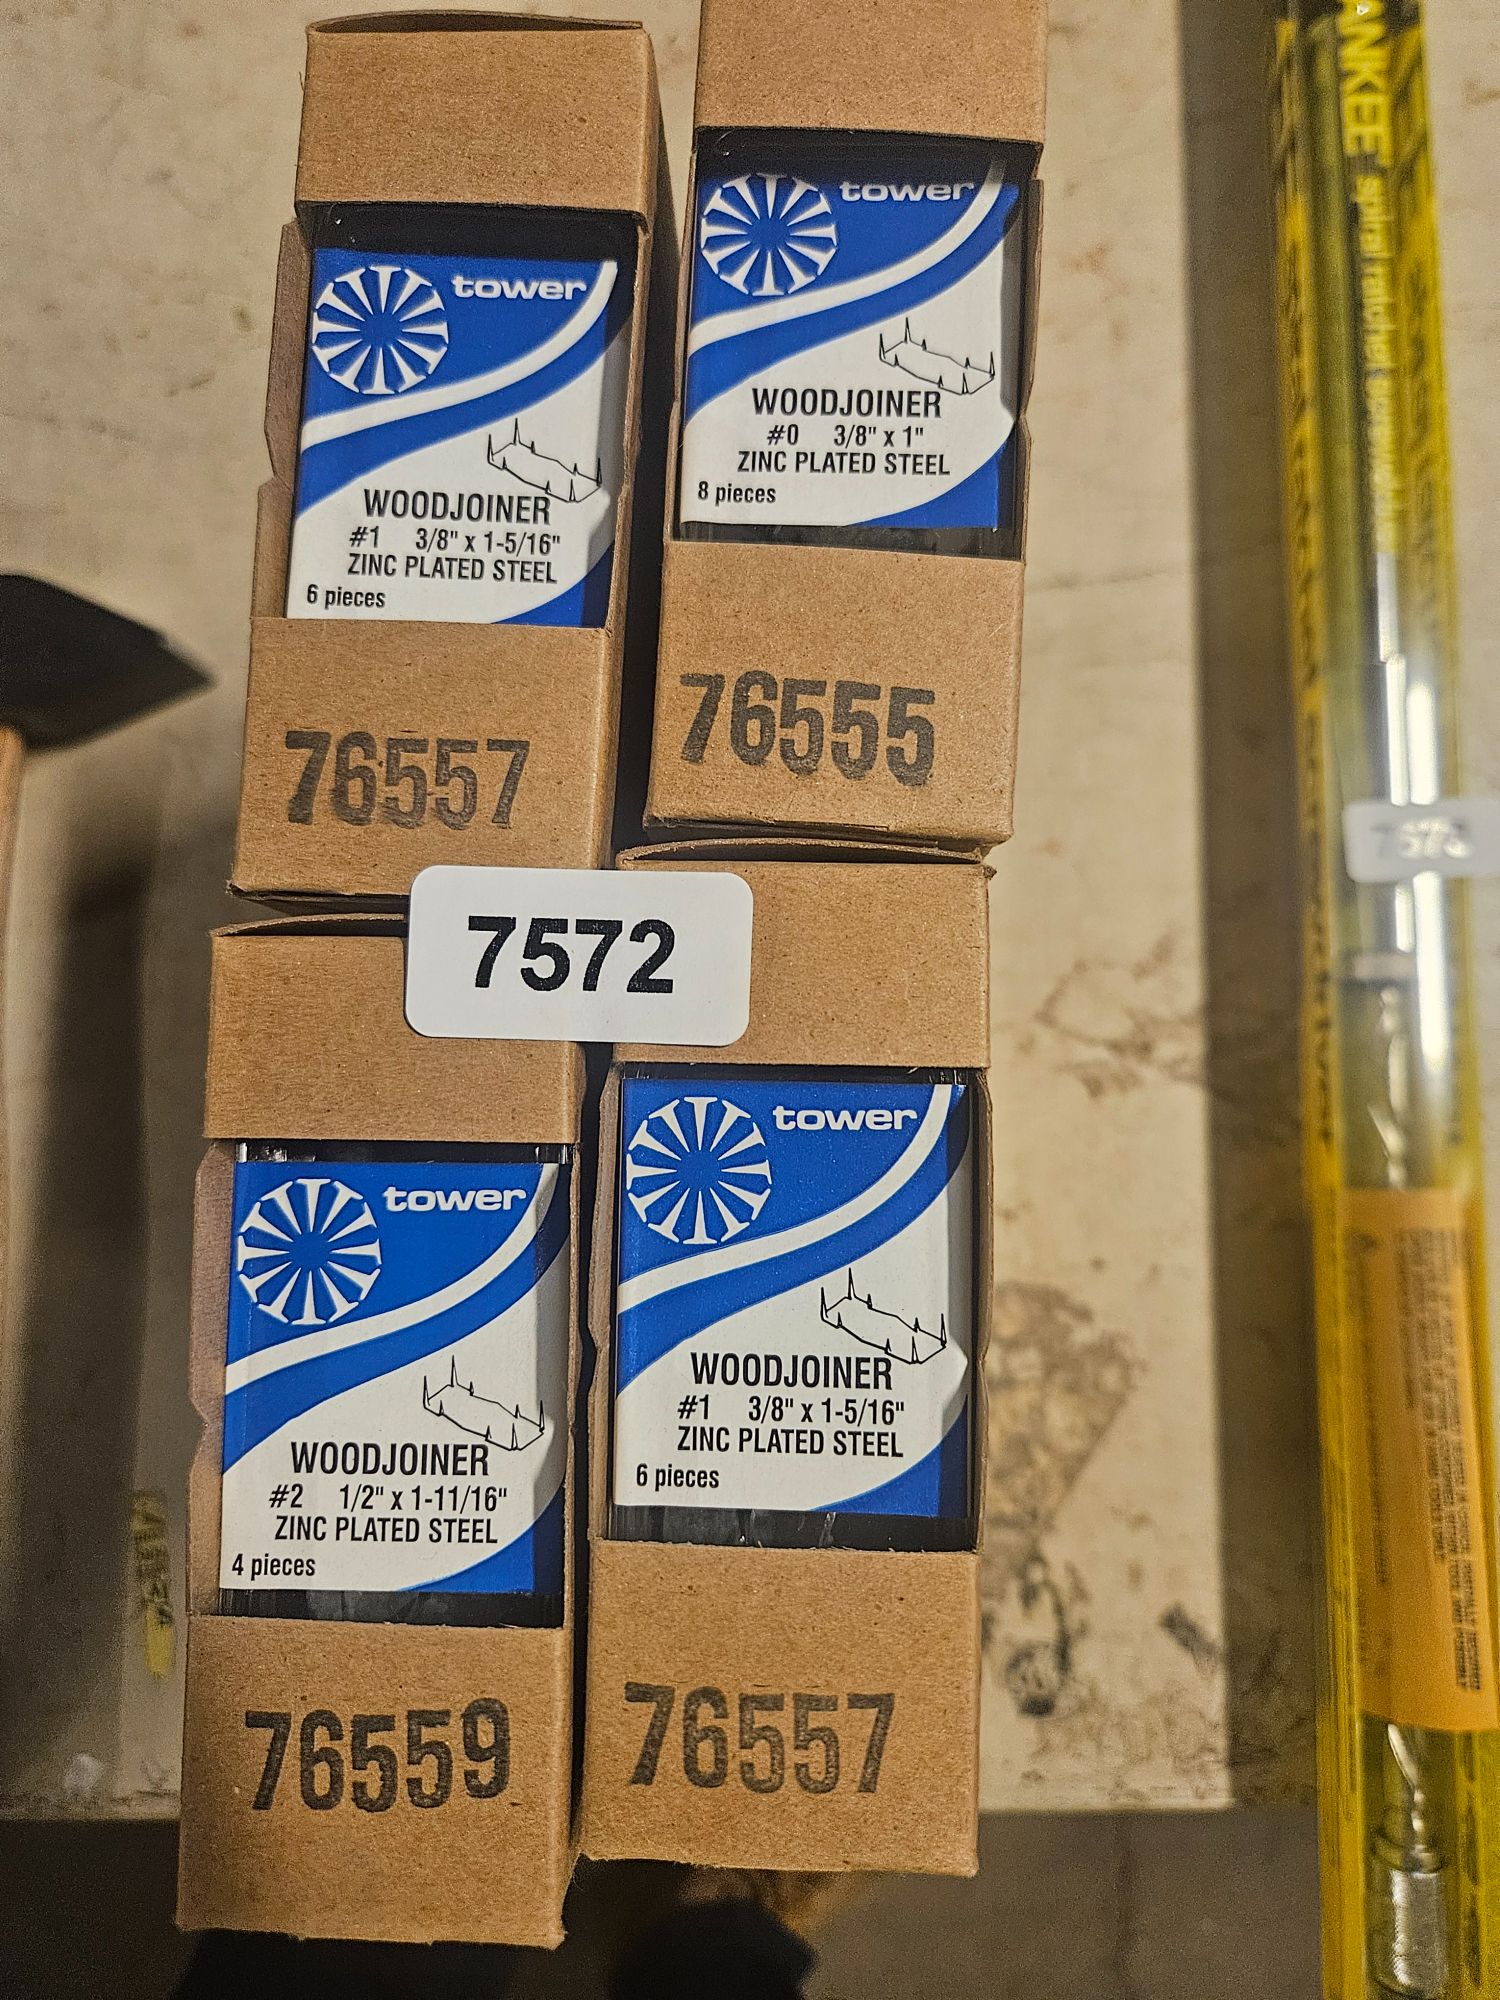 tower
WOODJOINER
#1 3/8" x 1-5/16"
ZINC PLATED STEEL
6 pieces
76557
tower
WOODJOINER
#0 3/8" x 1"
ZINC PLATED STEEL
8 pieces
76555
7572
tower
WOODJOINER
#2 1/2" x 1-11/16"
ZINC PLATED STEEL
4 pieces
76559
tower
WOODJOINER
#1 3/8" x 1-5/16"
ZINC PLATED STEEL
6 pieces
76557
ANKEE spiral ratchet screwdriver